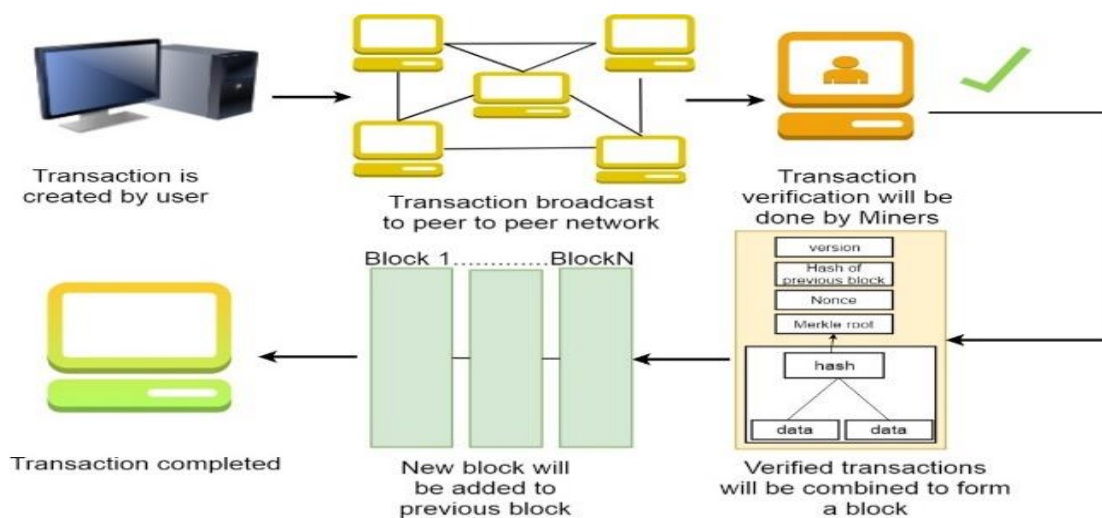 Transaction is
created by user
Transaction broadcast
to peer to peer network
Transaction
verification will be
done by Miners
version
Hash of
previous block
Nonce
Merkle root
hash
data data
Verified transactions
will be combined to form
a block
Block 1.............BlockN
New block will
be added to
previous block
Transaction completed